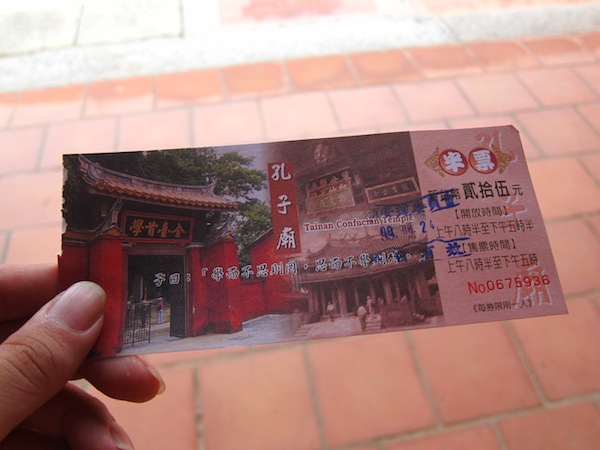 全臺首學
孔子廟
Tainan Confucian Temple
子曰：「學而不思則罔，思而不學則殆。」
半票
新台幣貳拾伍元
【開放時間】
上午八時半至下午五時半
【售票時間】
上午八時半至下午五時
No0675936
《每券限用一人》